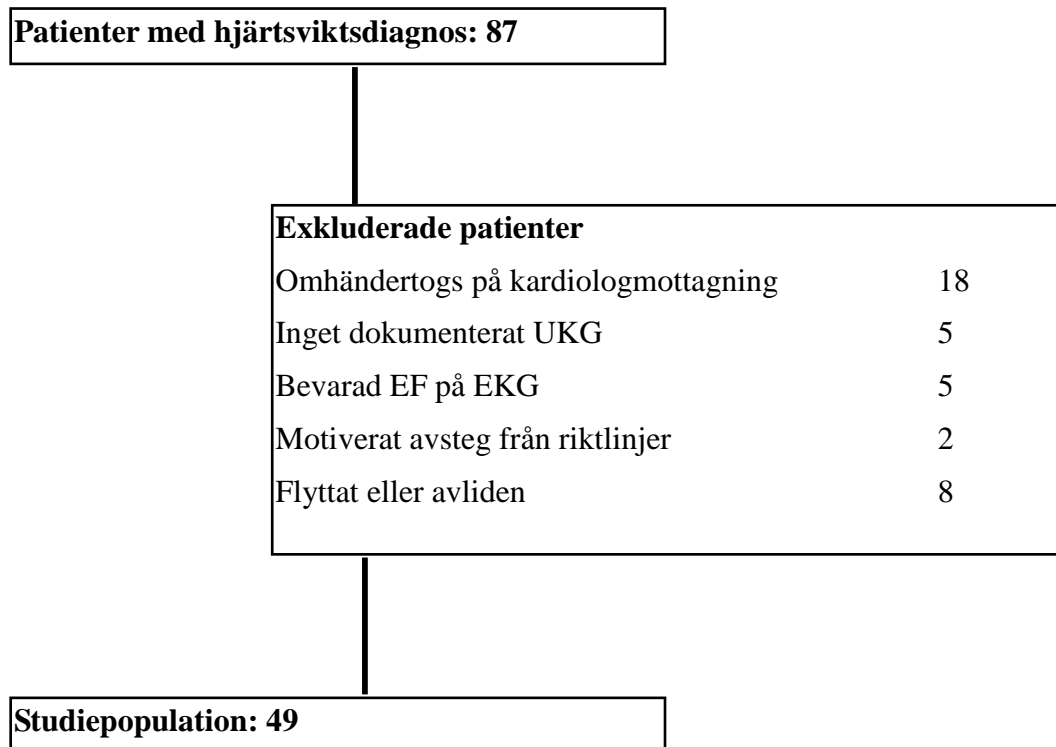 Patienter med hjärtsviktsdiagnos: 87
Exkluderade patienter
Omhändertogs på kardiologmottagning 18
Inget dokumenterat UKG 5
Bevarad EF på EKG 5
Motiverat avsteg från riktlinjer 2
Flyttat eller avliden 8
Studiepopulation: 49